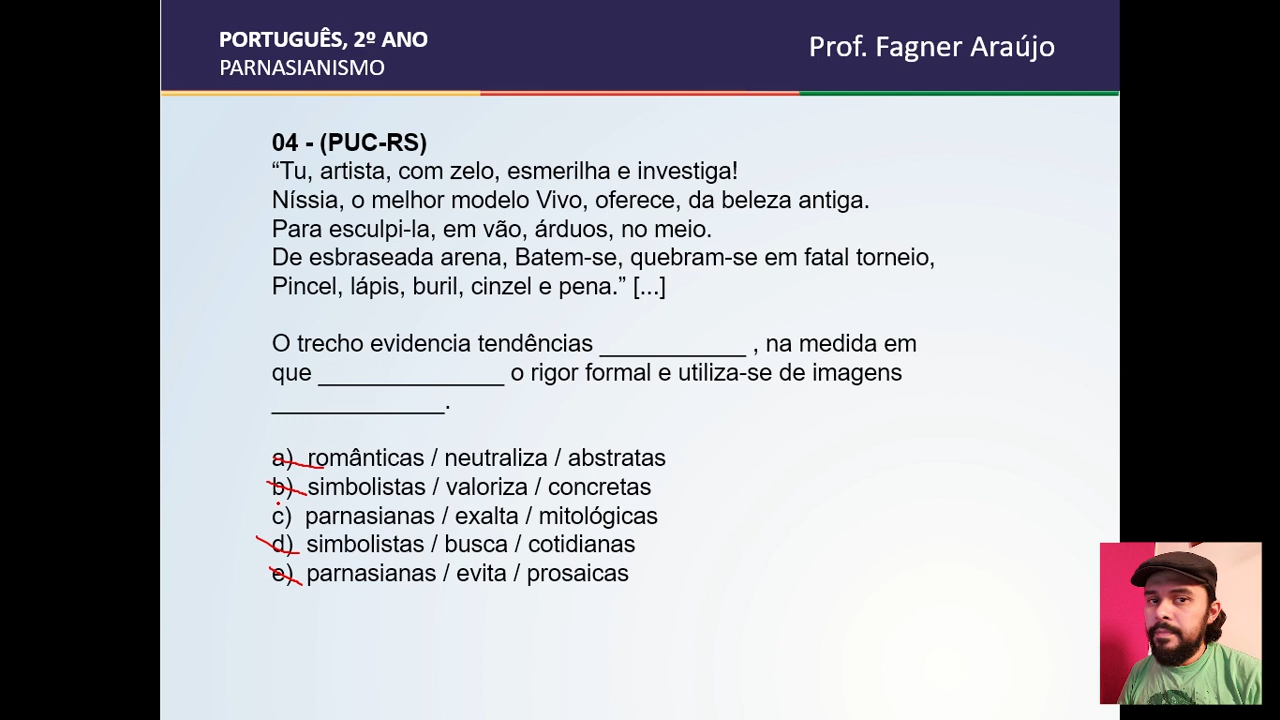 PORTUGUÊS, 2º ANO
PARNASIANISMO
Prof. Fagner Araújo
04 - (PUC-RS)
“Tu, artista, com zelo, esmerilha e investiga!
Níssia, o melhor modelo Vivo, oferece, da beleza antiga.
Para esculpi-la, em vão, árduos, no meio.
De esbraseada arena, Batem-se, quebram-se em fatal torneio,
Pincel, lápis, buril, cinzel e pena.” [...]
O trecho evidencia tendências ___________ , na medida em
que ______________ o rigor formal e utiliza-se de imagens
_____________.
a) românticas / neutraliza / abstratas
b) simbolistas / valoriza / concretas
c) parnasianas / exalta / mitológicas
d) simbolistas / busca / cotidianas
e) parnasianas / evita / prosaicas